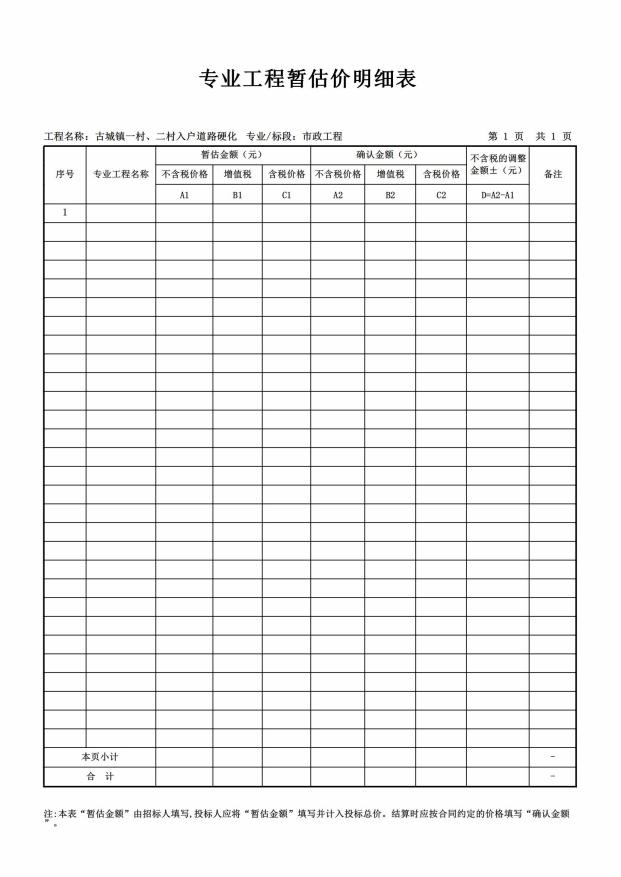 专业工程暂估价明细表
工程名称：古城镇一村、二村入户道路硬化 专业/标段：市政工程 第 1 页 共 1 页
序号 专业工程名称 暂估金额（元） 确认金额（元） 不含税的调整金额士（元） 备注
不含税价格 增值税 含税价格 不含税价格 增值税 含税价格
A1 B1 C1 A2 B2 C2 D=A2-A1
1
本页小计 -
合 计 -
注:本表“暂估金额”由招标人填写,投标人应将“暂估金额”填写并计入投标总价。结算时应按合同约定的价格填写“确认金额
”。